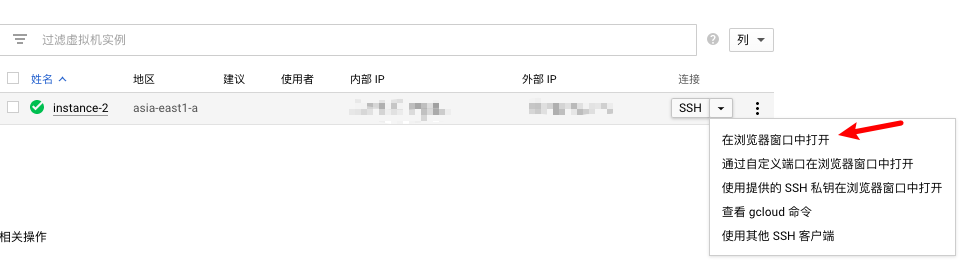 过滤虚拟机实例
列
姓名 地区 建议 使用者 内部 IP 外部 IP 连接
instance-2 asia-east1-a SSH
在浏览器窗口中打开
通过自定义端口在浏览器窗口中打开
使用提供的 SSH 私钥在浏览器窗口中打开
查看 gcloud 命令
使用其他 SSH 客户端
相关操作